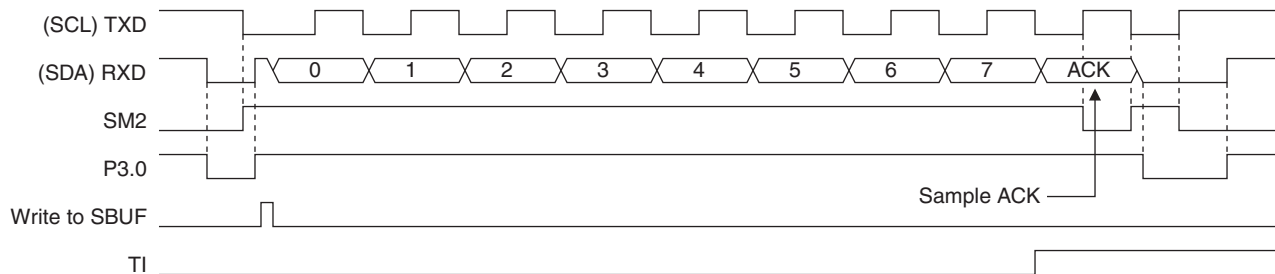 (SCL) TXD
(SDA) RXD 0 1 2 3 4 5 6 7 ACK
SM2
P3.0
Sample ACK
Write to SBUF
TI